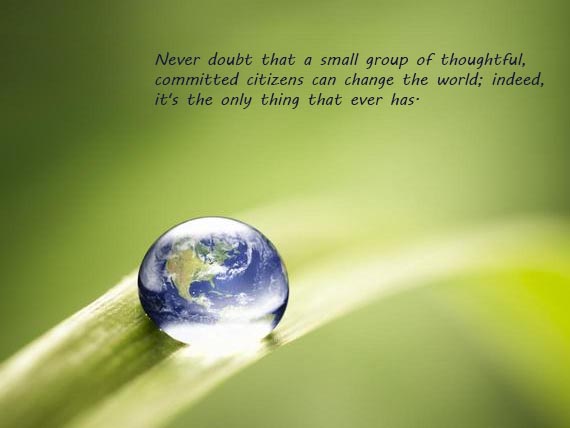 Never doubt that a small group of thoughtful,
committed citizens can change the world; indeed,
it's the only thing that ever has.